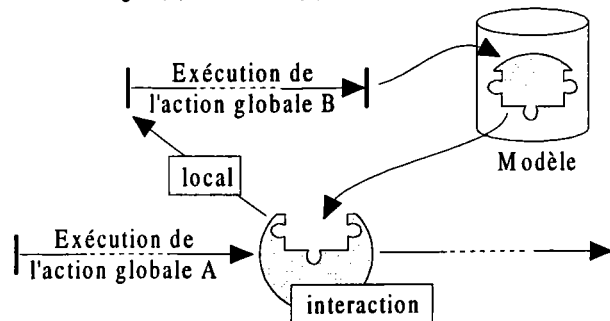 Exécution de
l'action globale B
Modèle
local
Exécution de
l'action globale A
interaction